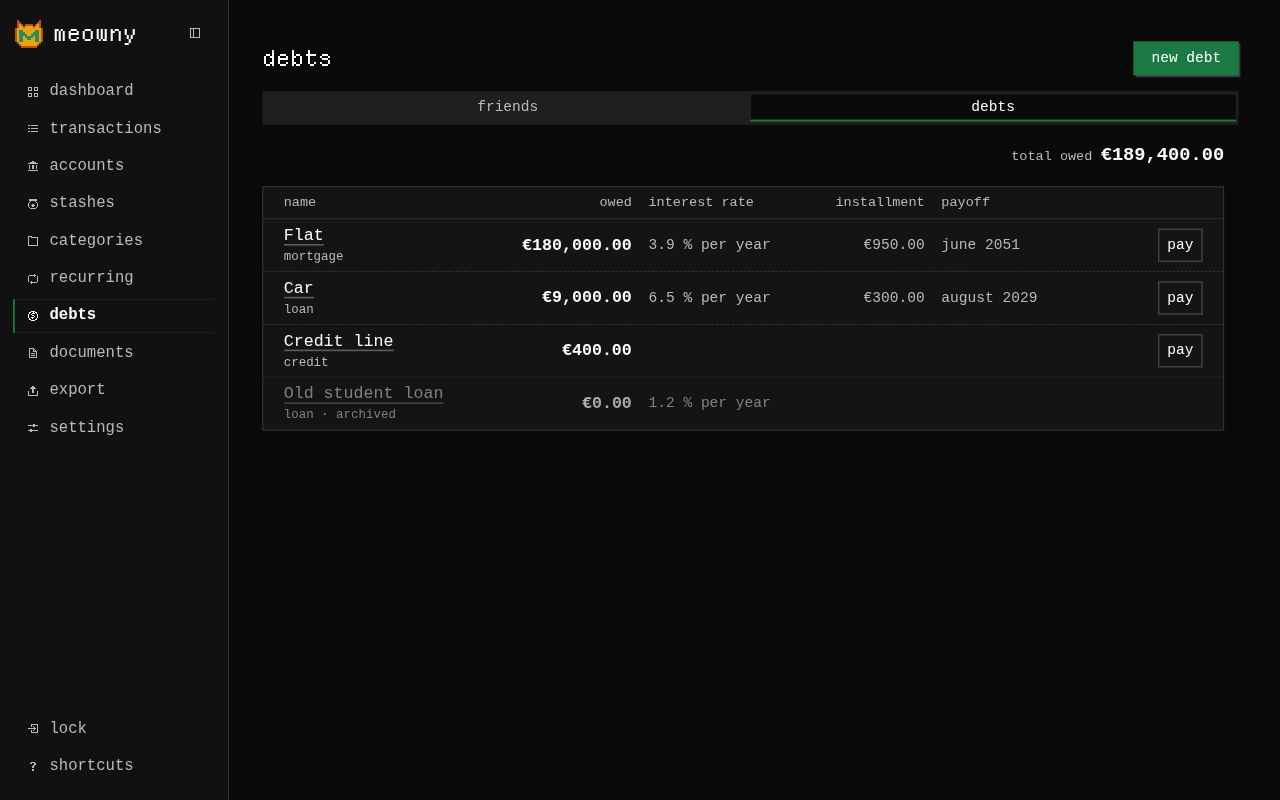 meowny
dashboard
transactions
accounts
stashes
categories
recurring
debts
documents
export
settings
lock
? shortcuts
debts
new debt
friends
debts
total owed €189,400.00
name owed interest rate installment payoff
Flat €180,000.00 3.9 % per year €950.00 june 2051 pay
mortgage
Car €9,000.00 6.5 % per year €300.00 august 2029 pay
loan
Credit line €400.00 pay
credit
Old student loan €0.00 1.2 % per year
loan · archived